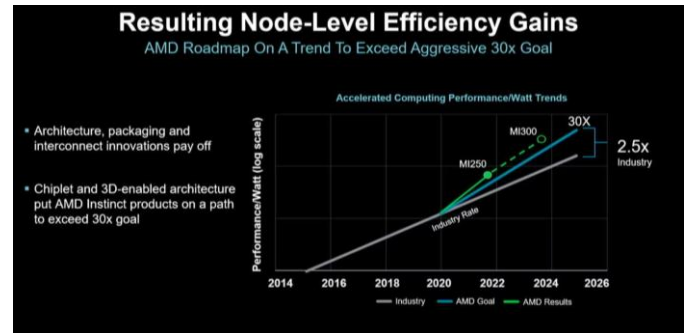 Resulting Node-Level Efficiency Gains
AMD Roadmap On A Trend To Exceed Aggressive 30x Goal
▪ Architecture, packaging and
interconnect innovations pay off
▪ Chiplet and 3D-enabled architecture
put AMD Instinct products on a path
to exceed 30x goal
Accelerated Computing Performance/Watt Trends
Performance/Watt (log scale)
30X
MI300
2.5x
Industry
MI250
Industry Rate
2014 2016 2018 2020 2022 2024 2026
Industry AMD Goal AMD Results